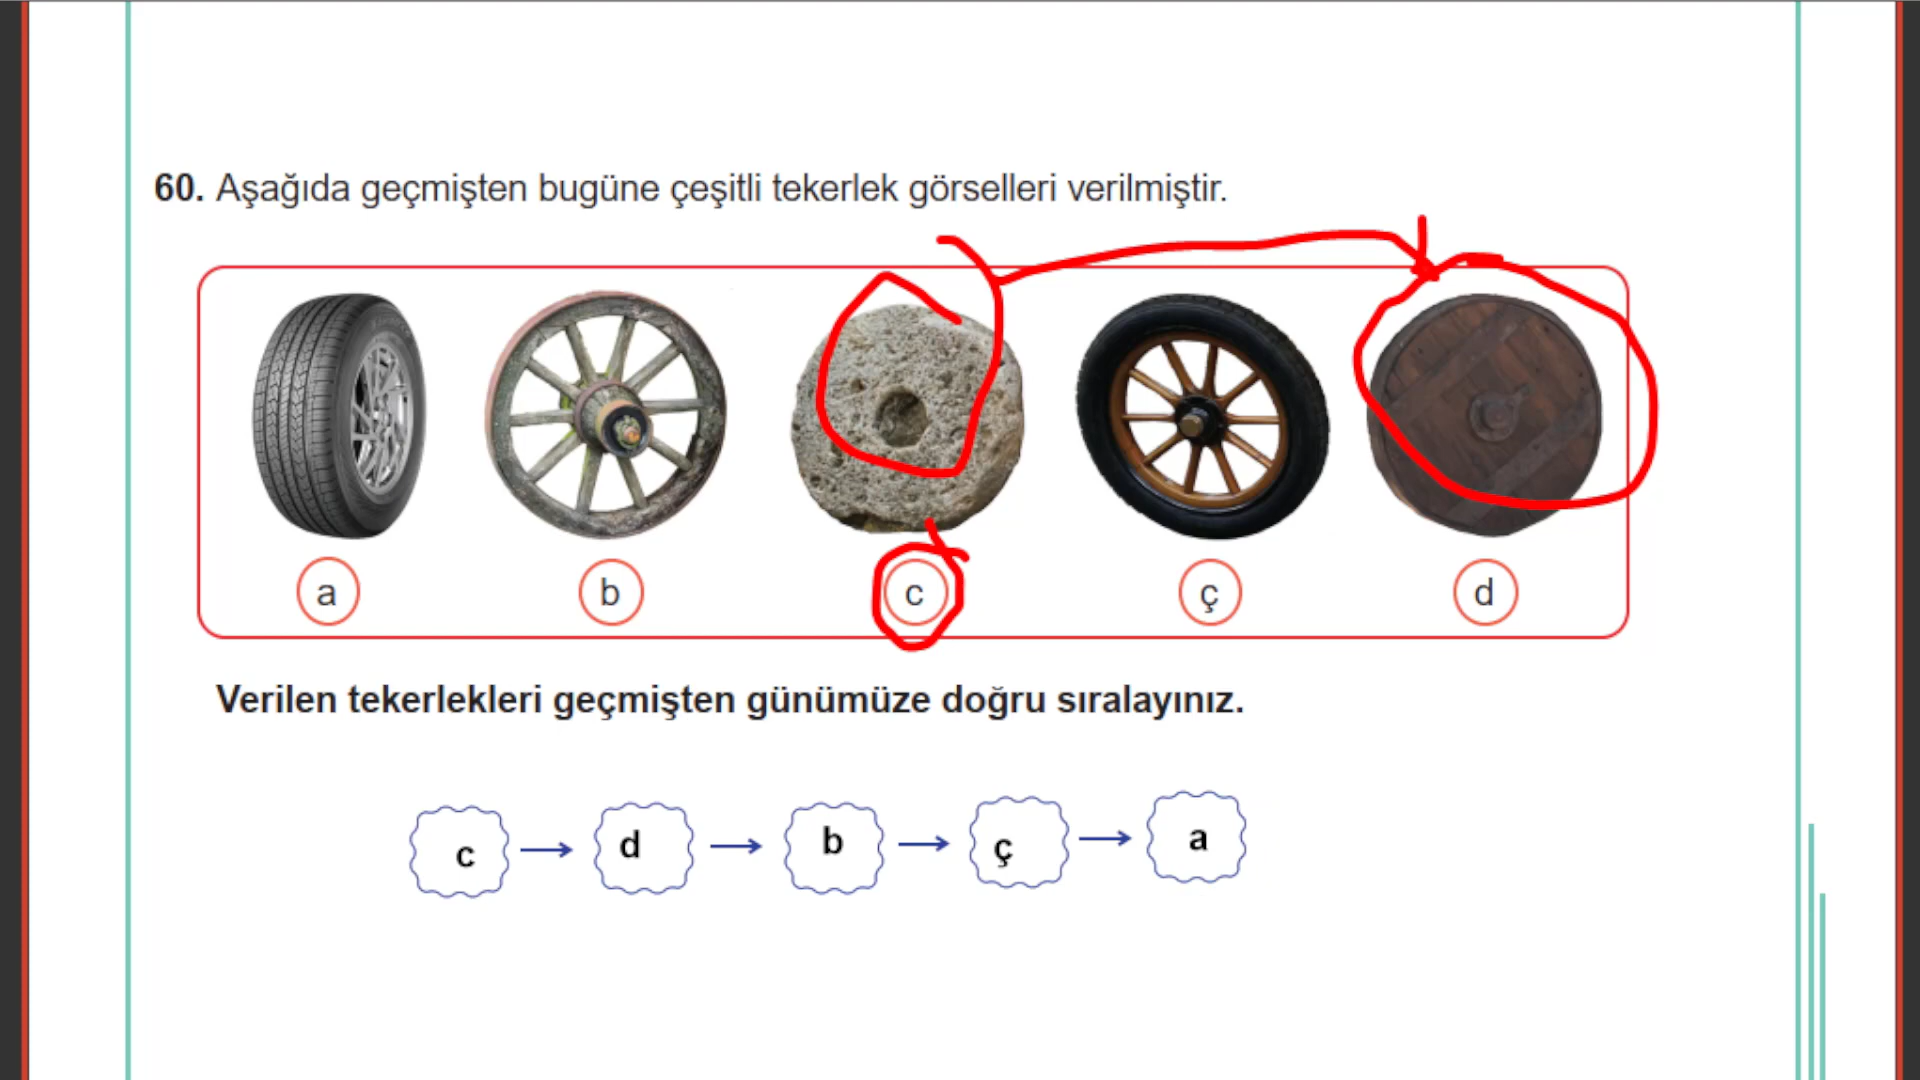 60. Aşağıda geçmişten bugüne çeşitli tekerlek görselleri verilmiştir.
a b c ç d
Verilen tekerlekleri geçmişten günümüze doğru sıralayınız.
c → d → b → ç → a